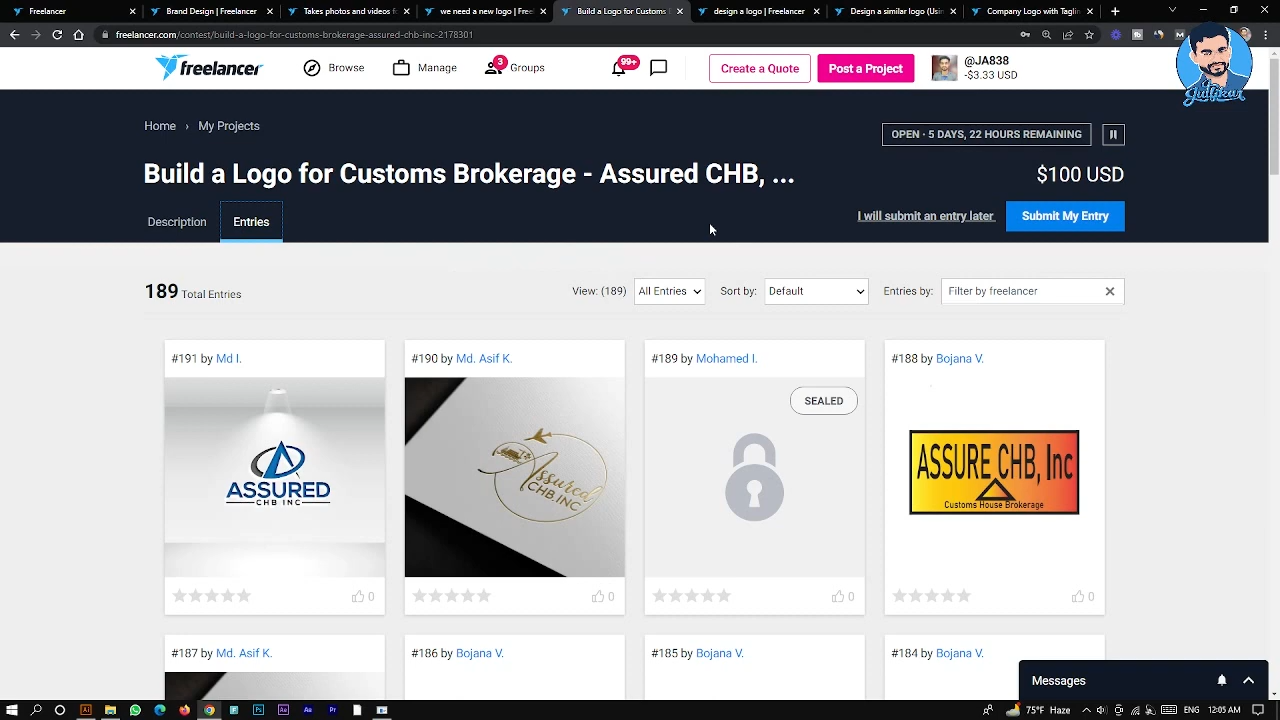 Freelancer
Brand Design | Freelancer
Takes photos and videos f
we need a new logo | Free
Build a Logo for Customs
design a logo | Freelancer
Design a similar logo (Usin
Company Logo with Taglin
freelancer.com/contest/build-a-logo-for-customs-brokerage-assured-chb-inc-2178301
freelancer
Browse
Manage
3
Groups
99+
Create a Quote
Post a Project
@JA838
-$3.33 USD
Julfikar
Home › My Projects
OPEN · 5 DAYS, 22 HOURS REMAINING
Build a Logo for Customs Brokerage - Assured CHB, ...
$100 USD
Description
Entries
I will submit an entry later
Submit My Entry
189 Total Entries
View: (189)
All Entries
Sort by:
Default
Entries by:
Filter by freelancer
#191 by Md I.
#190 by Md. Asif K.
#189 by Mohamed I.
#188 by Bojana V.
ASSURED
CHB INC
Assured
CHB.INC
SEALED
ASSURE CHB, Inc
Customs House Brokerage
0
0
0
0
#187 by Md. Asif K.
#186 by Bojana V.
#185 by Bojana V.
#184 by Bojana V.
Messages
75°F Haze
ENG
12:05 AM